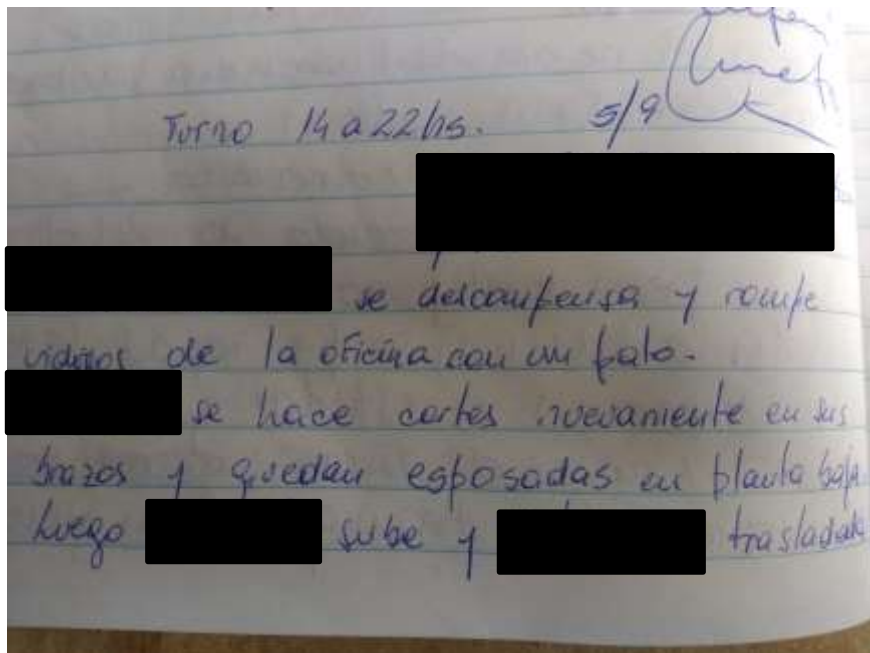 Turno 14 a 22hs. 5/9
se descompensa y rompe
vidrios de la oficina con un palo.
se hace cortes nuevamente en sus
brazos y quedan esposadas en planta baja
luego sube y trasladada